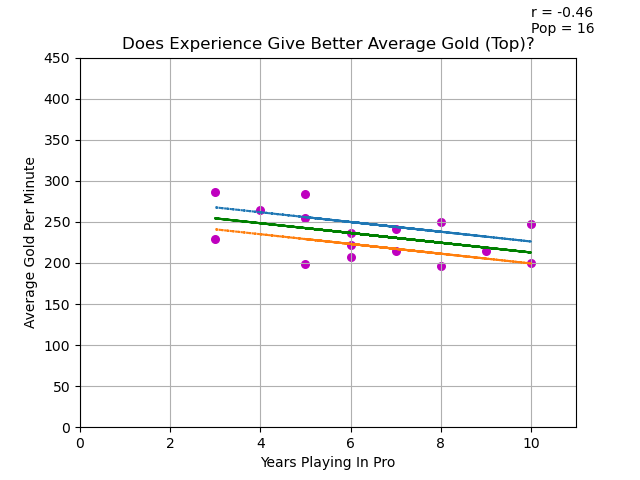 r = -0.46
Pop = 16
Does Experience Give Better Average Gold (Top)?
450
400
350
300
250
200
150
100
50
0
Average Gold Per Minute
0 2 4 6 8 10
Years Playing In Pro